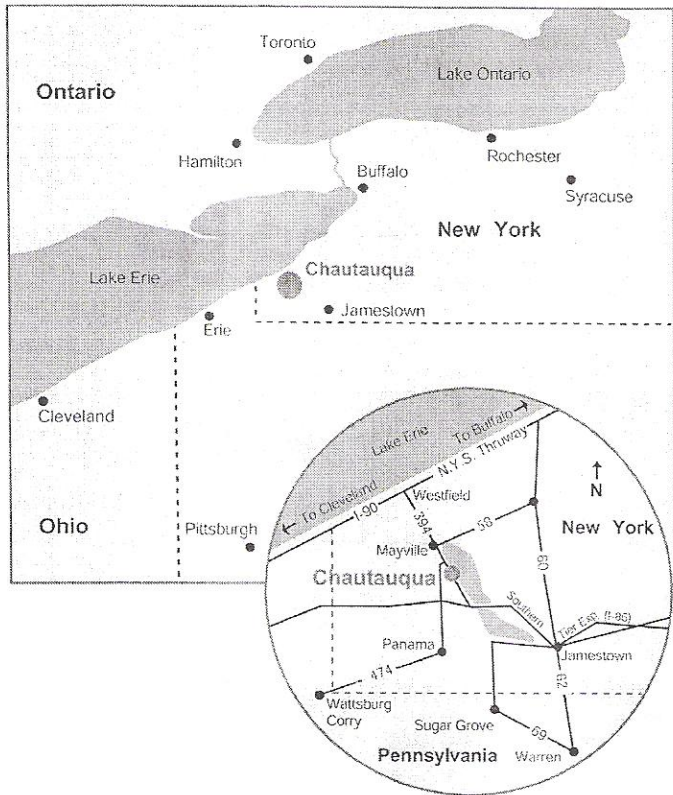 Toronto
Lake Ontario
Ontario
Hamilton
Rochester
Buffalo
Syracuse
New York
Chautauqua
Lake Erie
Jamestown
Erie
Cleveland
Ohio
Pittsburgh
Lake Erie
To Buffalo
N.Y.S. Thruway
To Cleveland
I-90
Westfield
N
394
58
New York
Mayville
60
Chautauqua
Southern
Tier Exp. (I-86)
Jamestown
Panama
474
62
Wattsburg
Corry
Sugar Grove
69
Pennsylvania
Warren